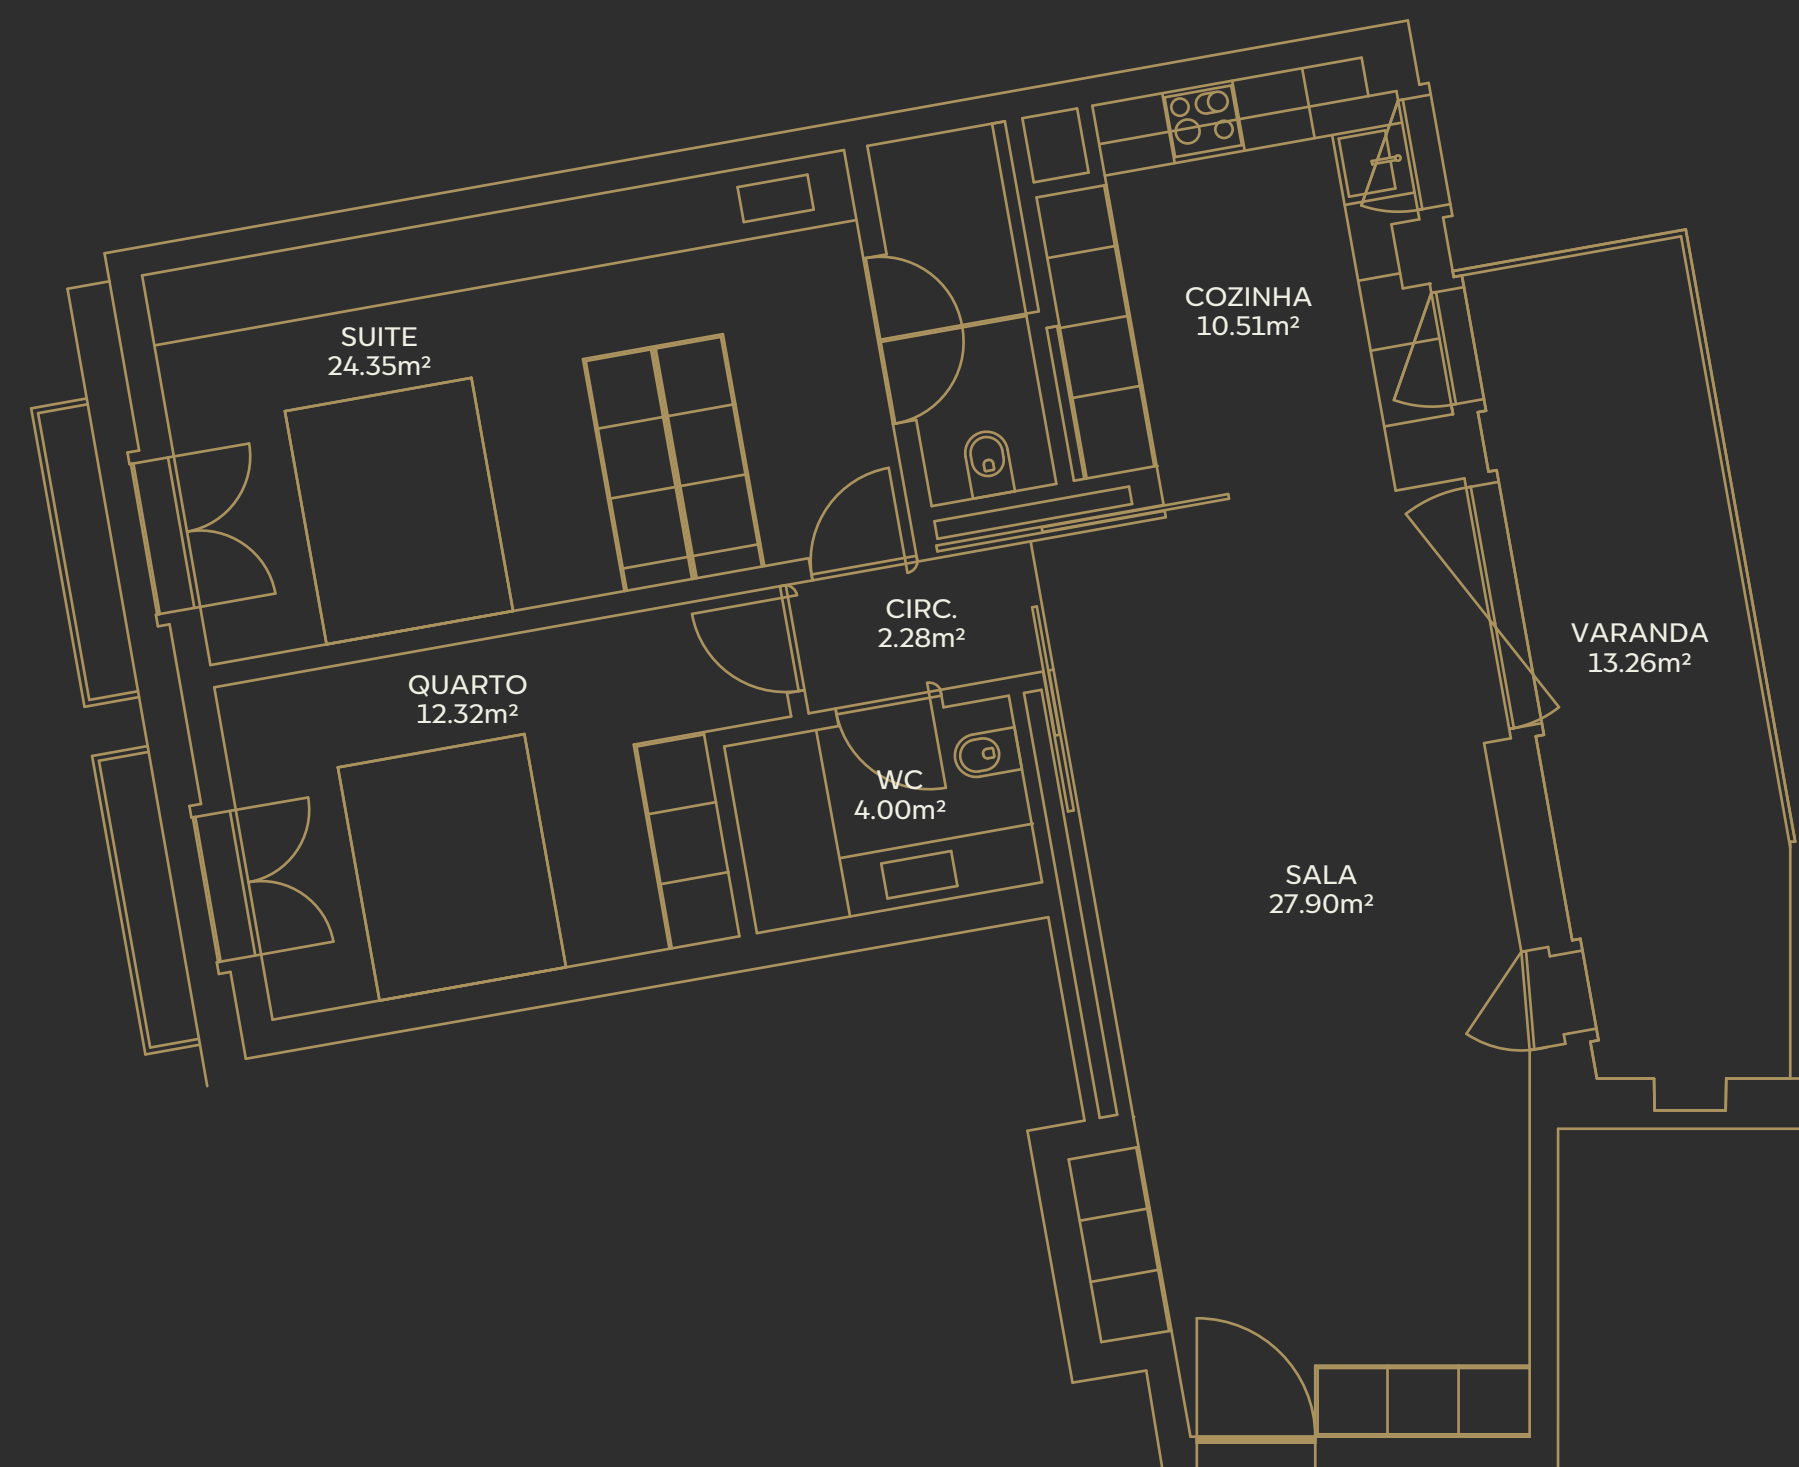 SUITE
24.35m²
COZINHA
10.51m²
CIRC.
2.28m²
VARANDA
13.26m²
QUARTO
12.32m²
WC
4.00m²
SALA
27.90m²